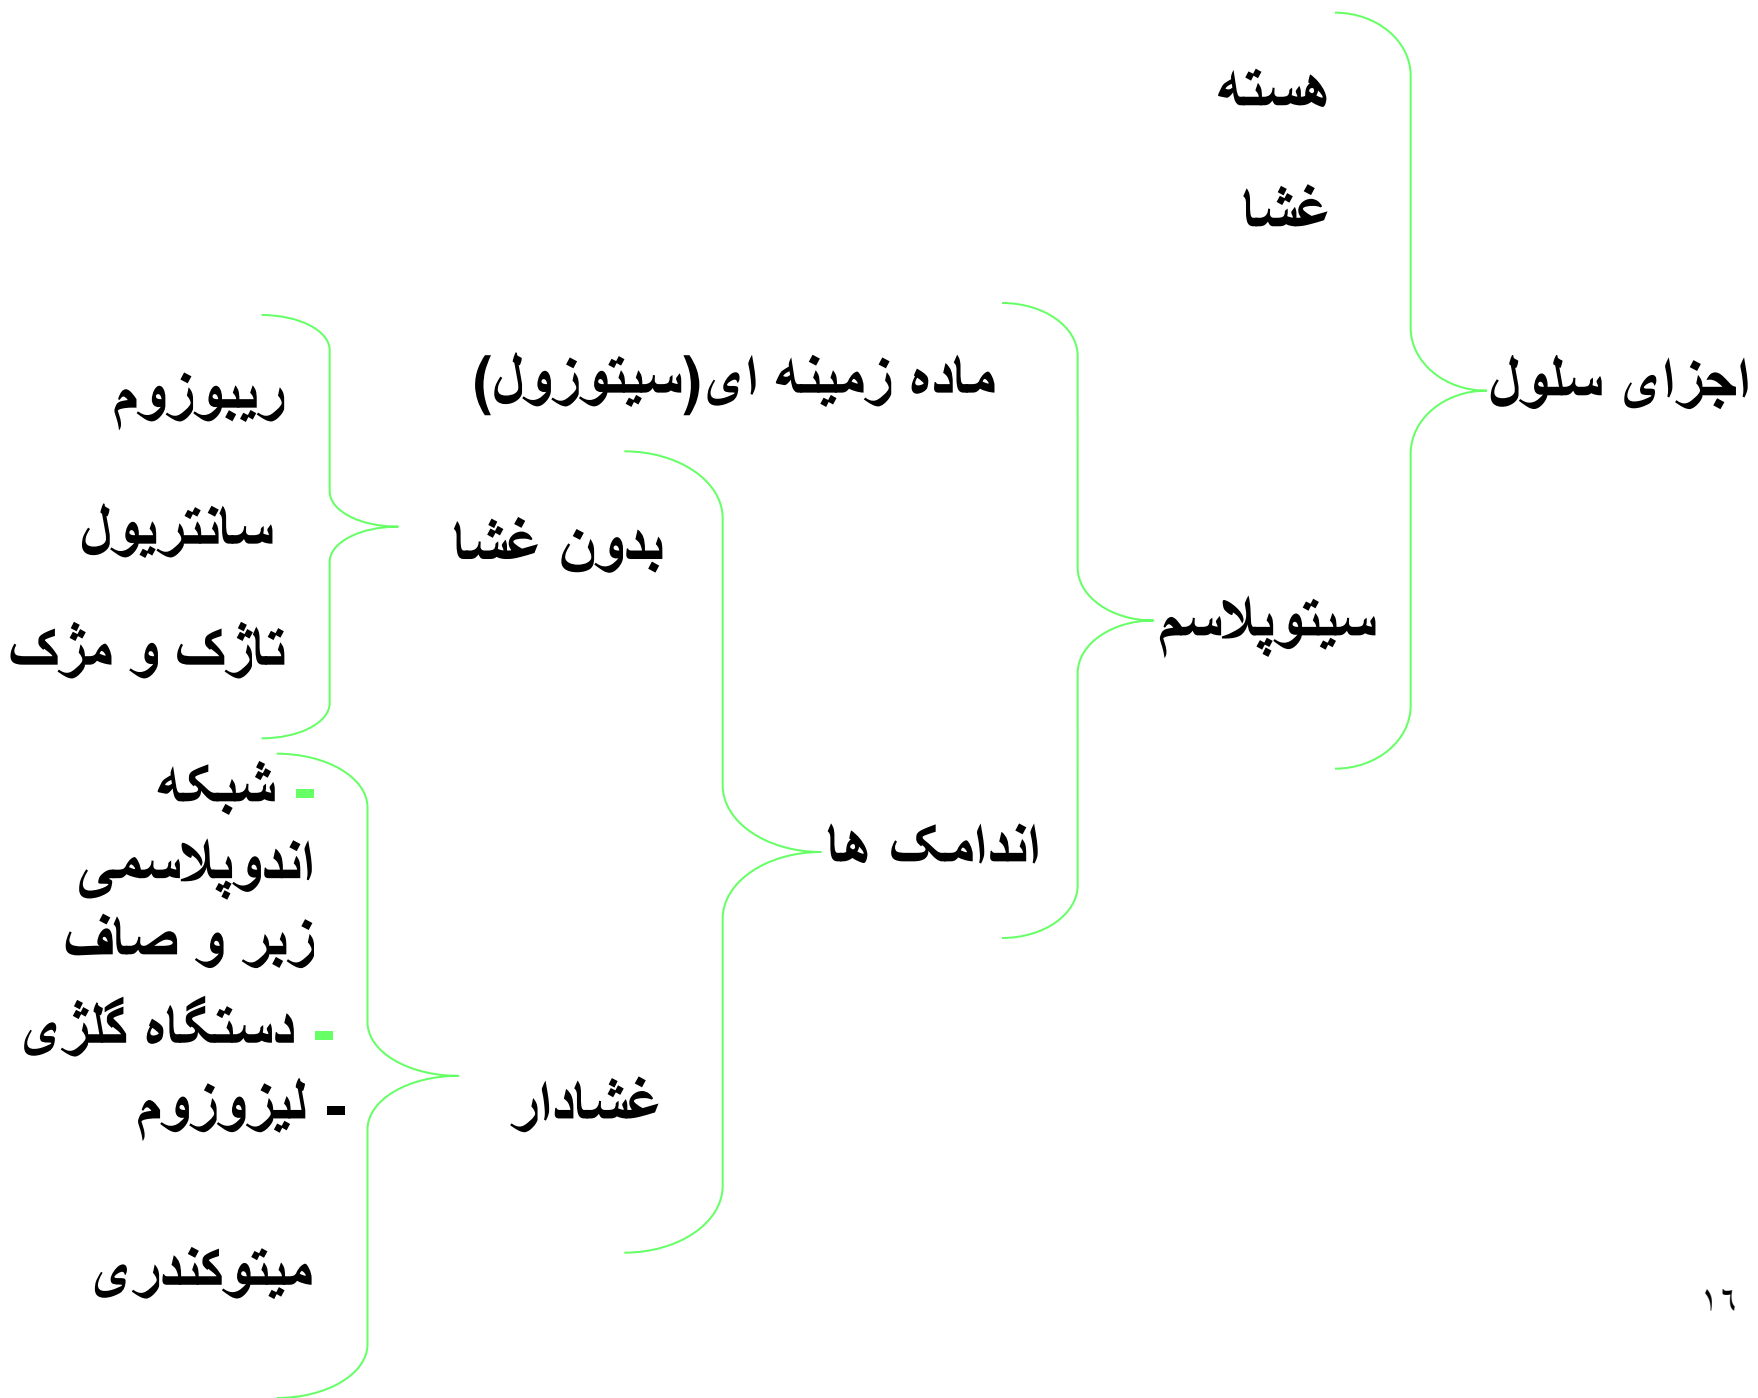 اجزای سلول
هسته
غشا
سیتوپلاسم
ماده زمینه ای(سیتوزول)
اندامک ها
بدون غشا
ریبوزوم
سانتریول
تاژک و مژک
غشادار
- شبکه
اندوپلاسمی
زبر و صاف
- دستگاه گلژی
- لیزوزوم
میتوکندری
١٦